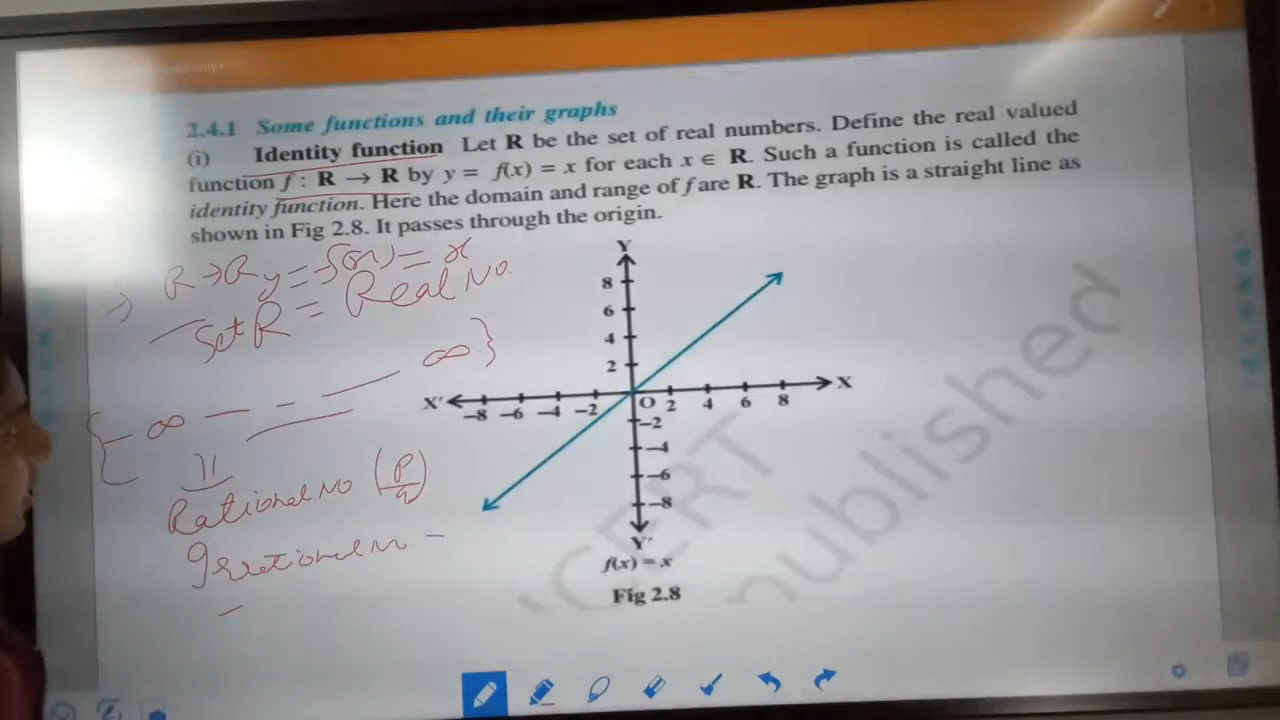 2.4.1 Some functions and their graphs
(i) Identity function Let R be the set of real numbers. Define the real valued
function f : R → R by y = f(x) = x for each x ∈ R. Such a function is called the
identity function. Here the domain and range of f are R. The graph is a straight line as
shown in Fig 2.8. It passes through the origin.
→ R→R y = f(x) = x
Set R = Real No.
{ -∞ - - - ∞ }
Rational No (p/q)
Irrational No -
Y
8
6
4
2
X' -8 -6 -4 -2 O 2 4 6 8 X
-2
-4
-6
-8
Y'
f(x) = x
Fig 2.8
NCERT
published